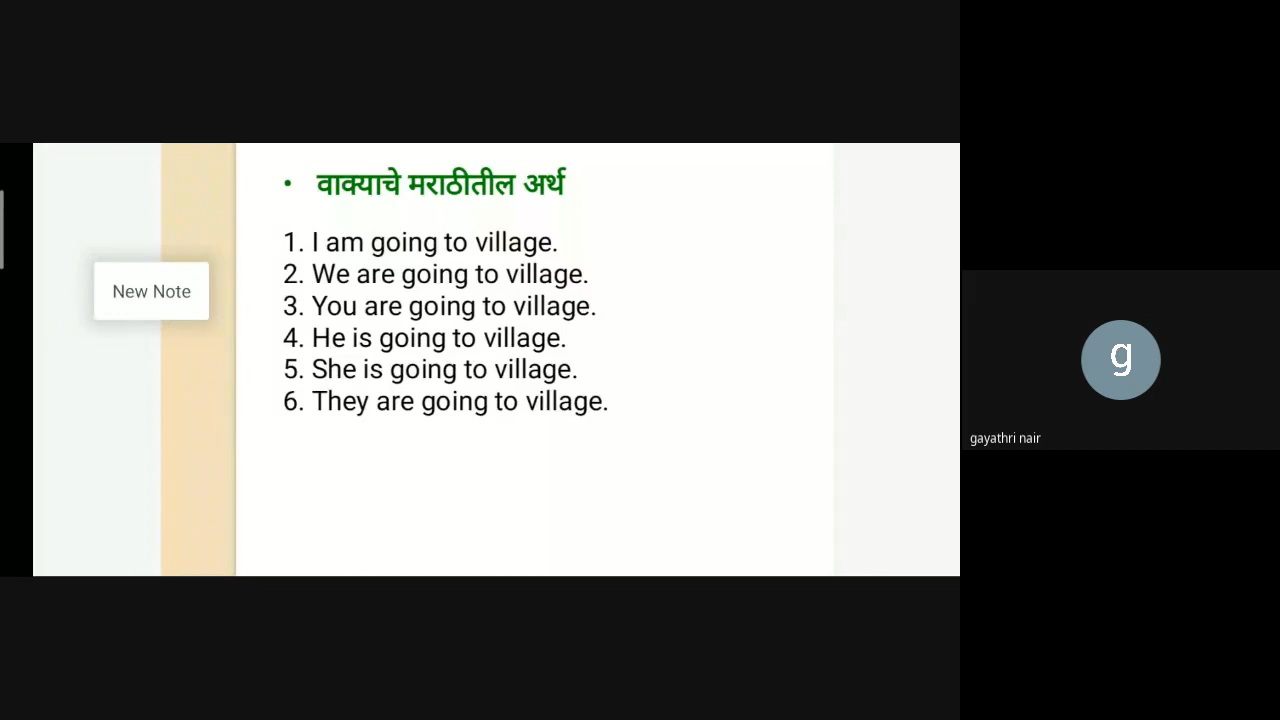 • वाक्याचे मराठीतील अर्थ
1. I am going to village.
2. We are going to village.
3. You are going to village.
4. He is going to village.
5. She is going to village.
6. They are going to village.
New Note
g
gayathri nair